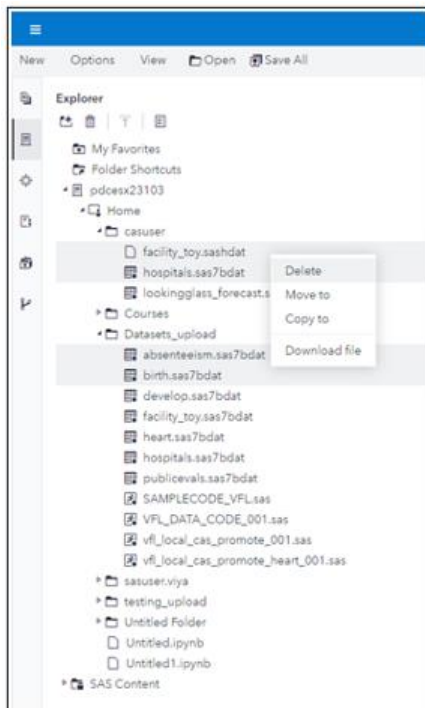 New Options View Open Save All
Explorer
My Favorites
Folder Shortcuts
pdcesx23103
Home
casuser
facility_toy.sashdat
hospitals.sas7bdat
Delete
lookingglass_forecast.s
Move to
Courses
Copy to
Datasets_upload
absenteeism.sas7bdat
Download file
birth.sas7bdat
develop.sas7bdat
facility_toy.sas7bdat
heart.sas7bdat
hospitals.sas7bdat
publicevals.sas7bdat
SAMPLECODE_VFL.sas
VFL_DATA_CODE_001.sas
vfl_local_cas_promote_001.sas
vfl_local_cas_promote_heart_001.sas
sasuser.viya
testing_upload
Untitled Folder
Untitled.ipynb
Untitled1.ipynb
SAS Content